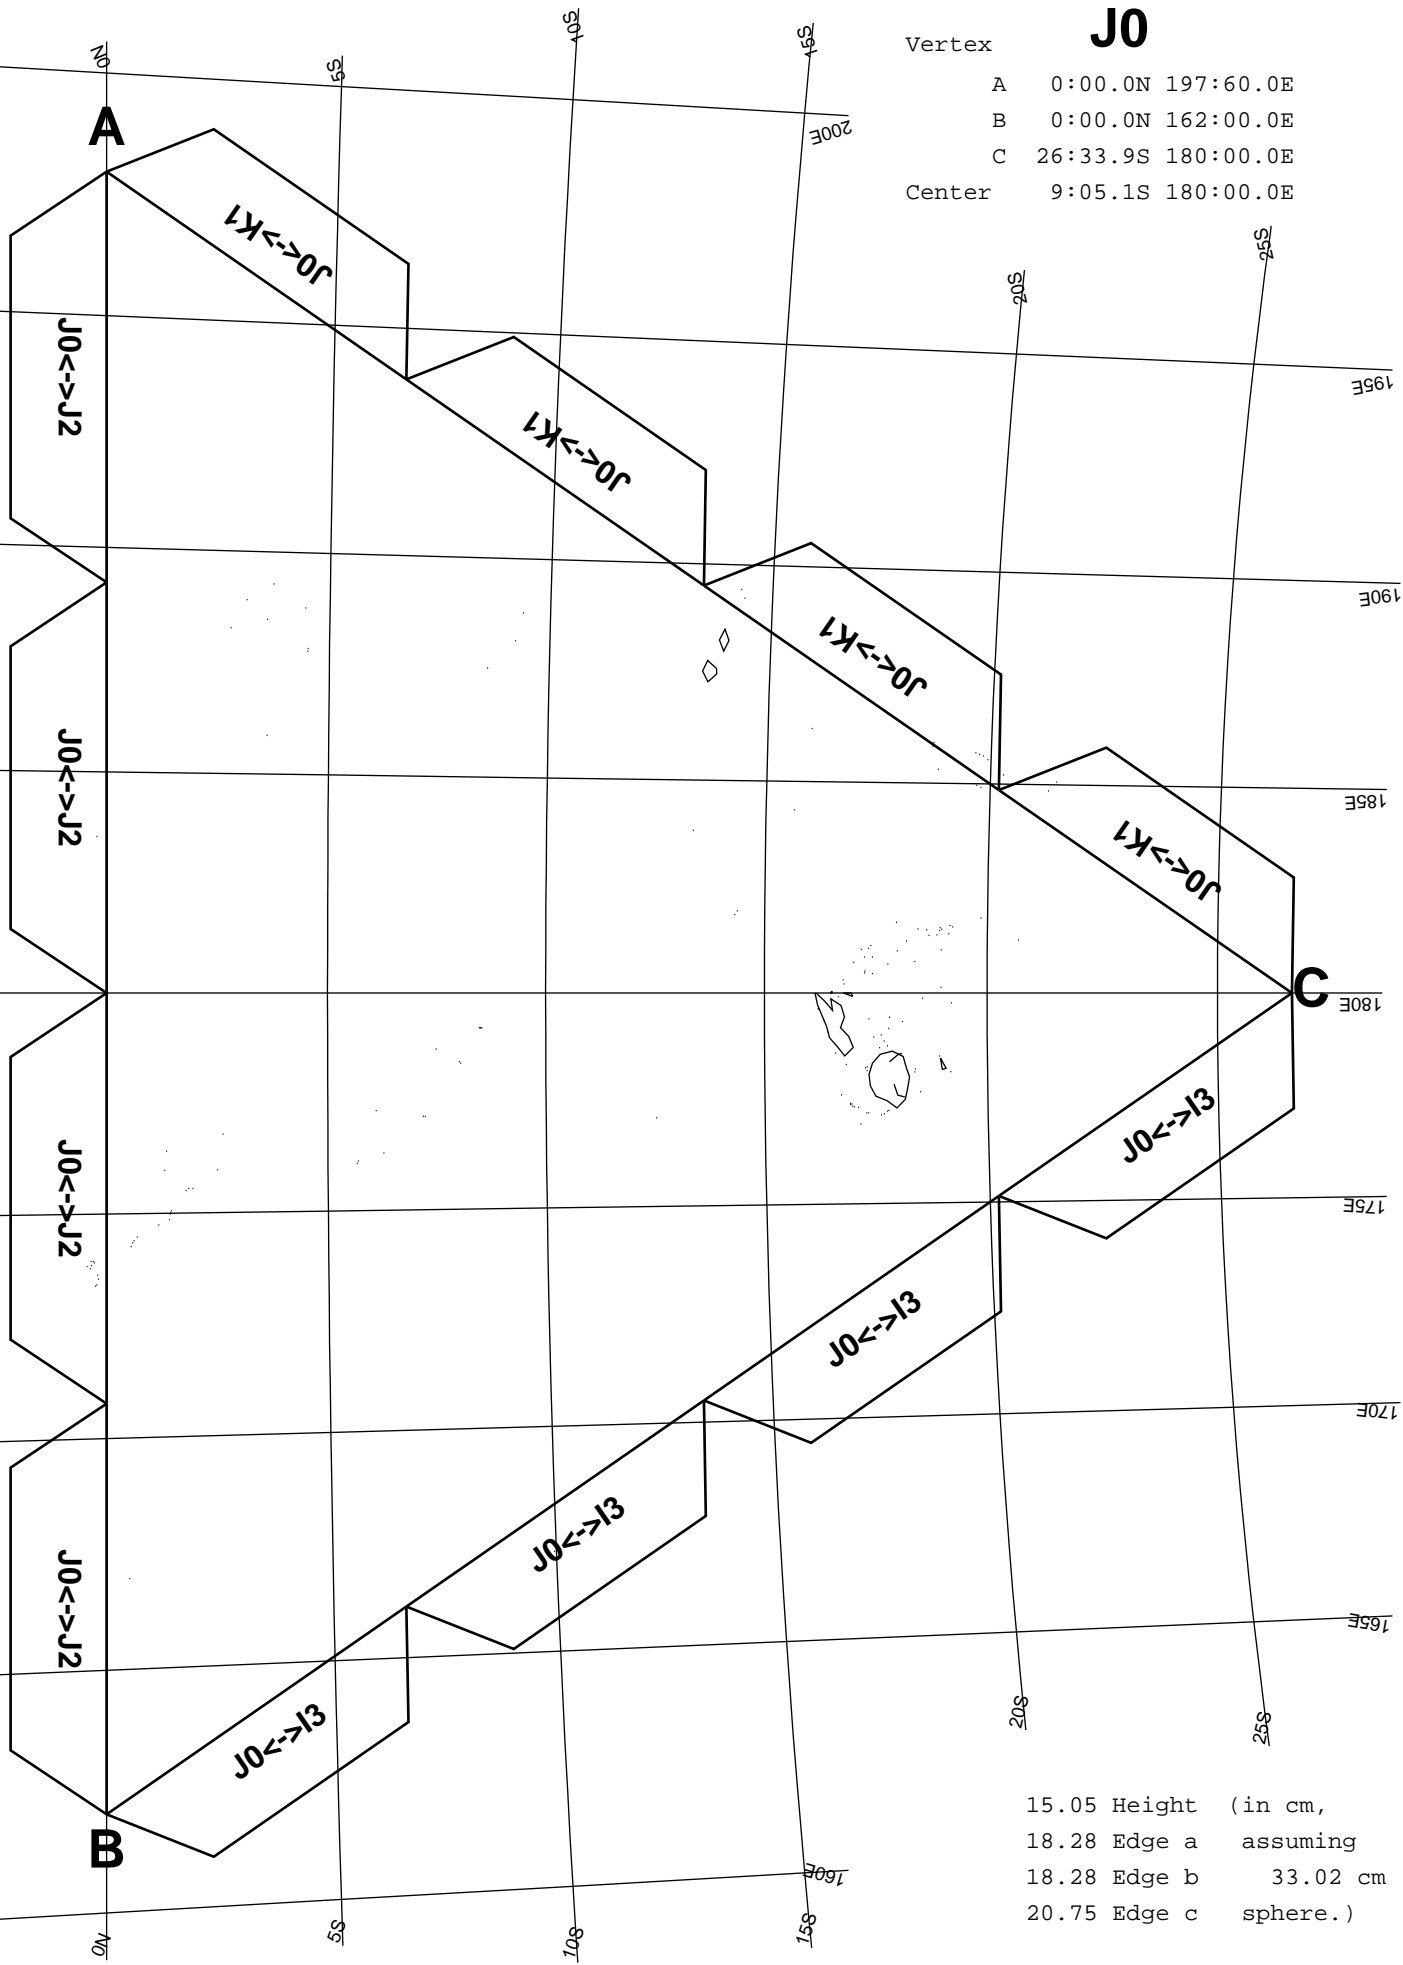 J0
Vertex
A 0:00.0N 197:60.0E
B 0:00.0N 162:00.0E
C 26:33.9S 180:00.0E
Center 9:05.1S 180:00.0E
0N
5S
10S
15S
20S
25S
A
200E
J0<->K1
J0<->J2
195E
J0<->K1
190E
J0<->K1
J0<->J2
185E
J0<->K1
C
180E
J0<->I3
J0<->J2
175E
J0<->I3
170E
J0<->I3
J0<->J2
165E
J0<->I3
B
160E
0N
5S
10S
15S
20S
25S
15.05 Height (in cm,
18.28 Edge a assuming
18.28 Edge b 33.02 cm
20.75 Edge c sphere.)